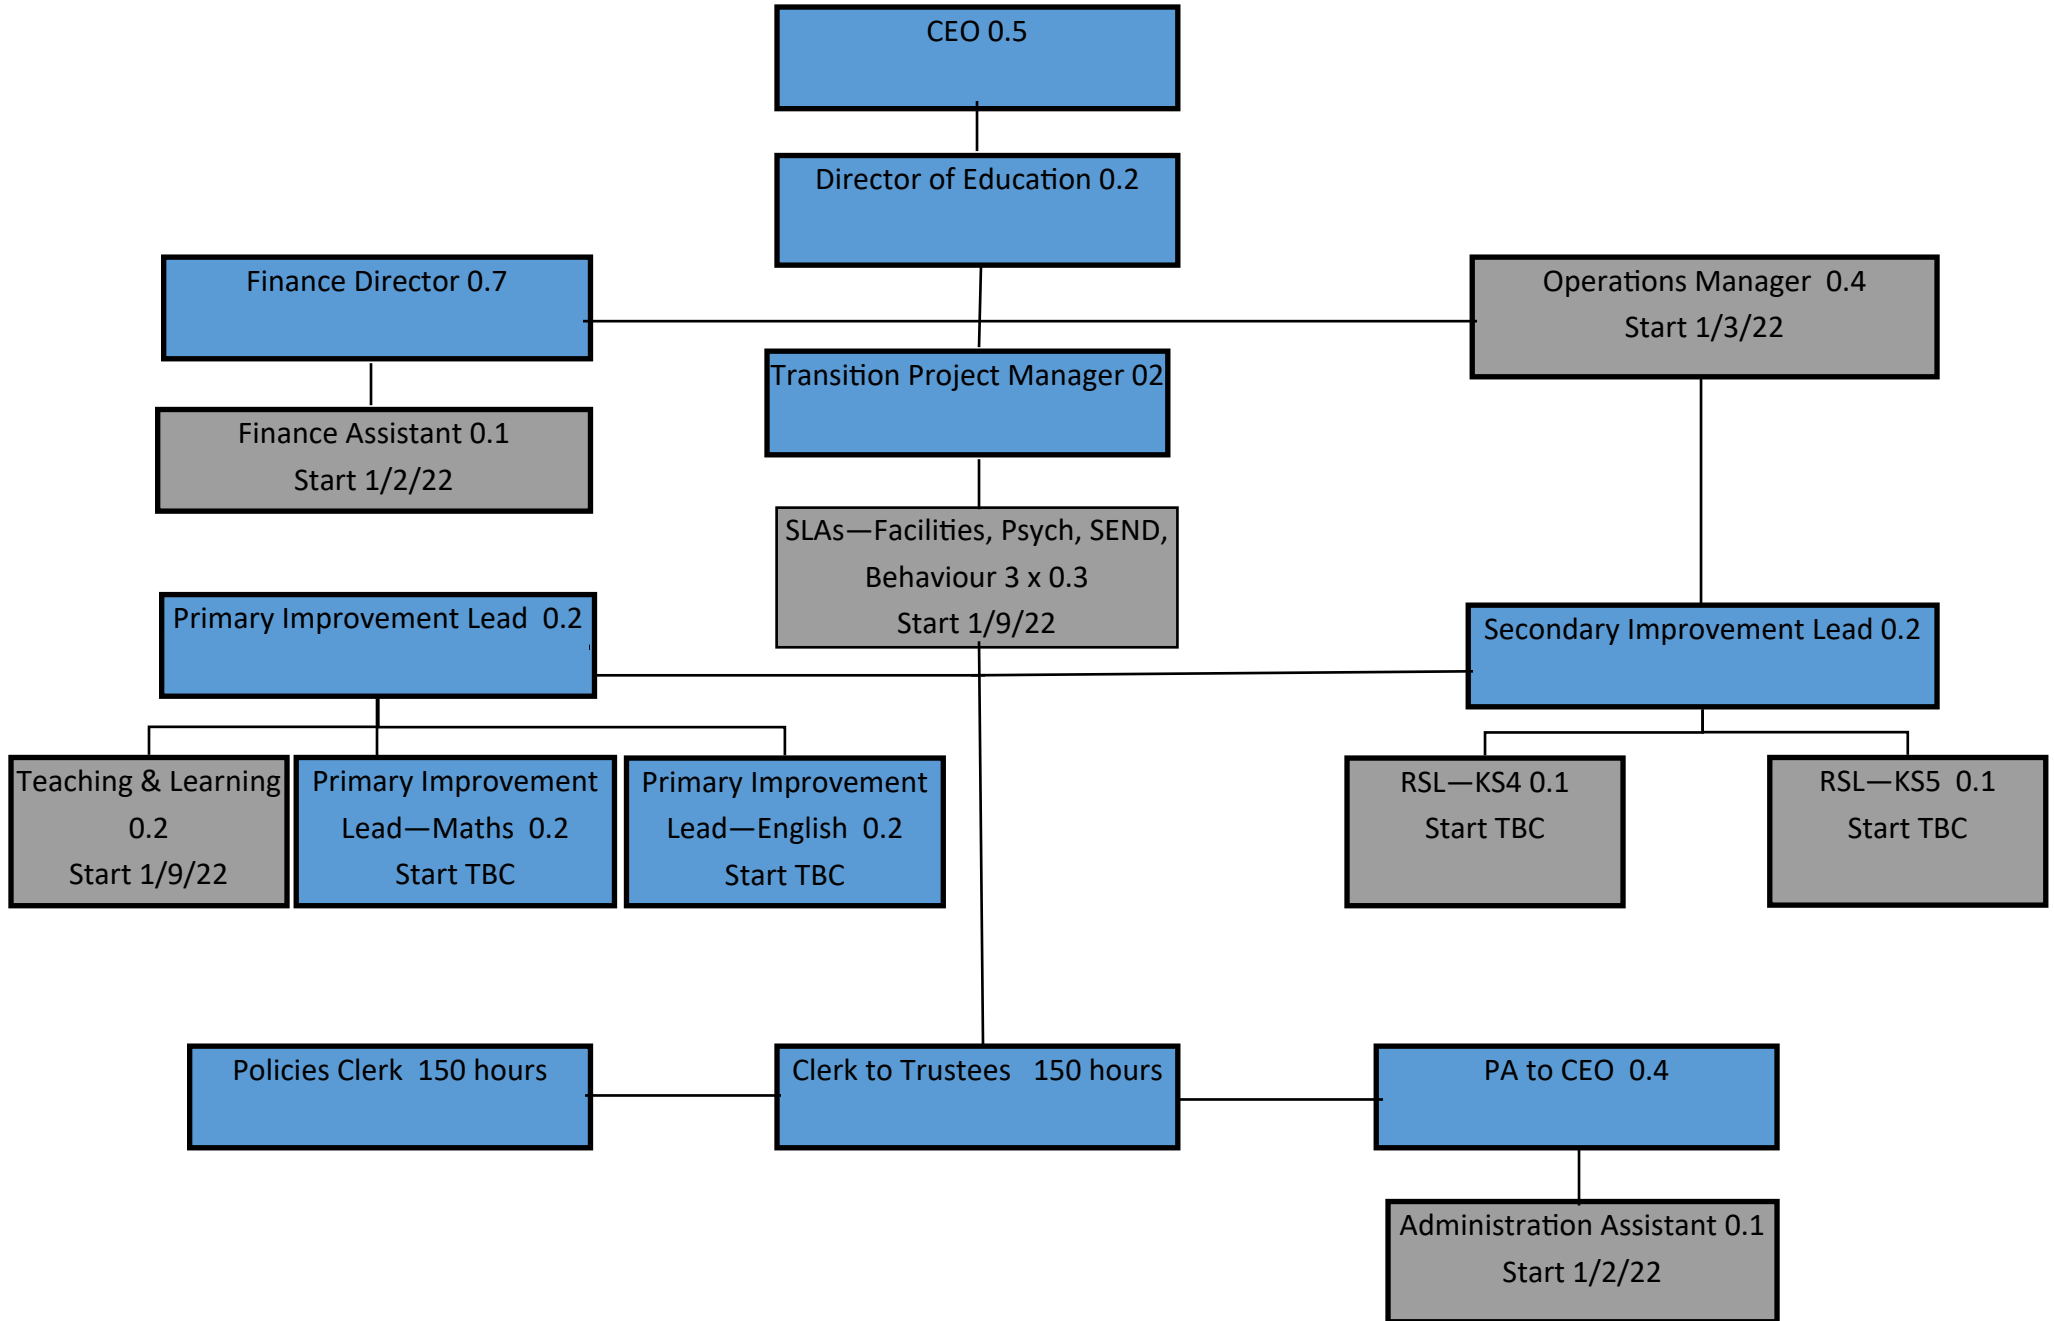 CEO 0.5
Director of Education 0.2
Finance Director 0.7
Operations Manager  0.4
Start 1/3/22
Transition Project Manager 02
Finance Assistant 0.1
Start 1/2/22
SLAs—Facilities, Psych, SEND,
Behaviour 3 x 0.3
Start 1/9/22
Primary Improvement Lead  0.2
Secondary Improvement Lead 0.2
Teaching & Learning
0.2
Start 1/9/22
Primary Improvement
Lead—Maths  0.2
Start TBC
Primary Improvement
Lead—English  0.2
Start TBC
RSL—KS4 0.1
Start TBC
RSL—KS5  0.1
Start TBC
Policies Clerk  150 hours
Clerk to Trustees   150 hours
PA to CEO  0.4
Administration Assistant 0.1
Start 1/2/22